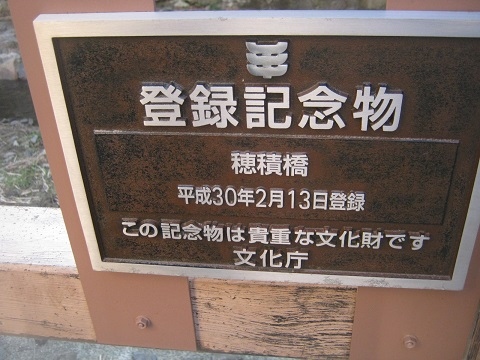 登録記念物
穂積橋
平成30年2月13日登録
この記念物は貴重な文化財です
文化庁